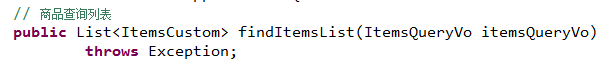 // 商品查询列表
public List<ItemsCustom> findItemsList(ItemsQueryVo itemsQueryVo)
throws Exception;